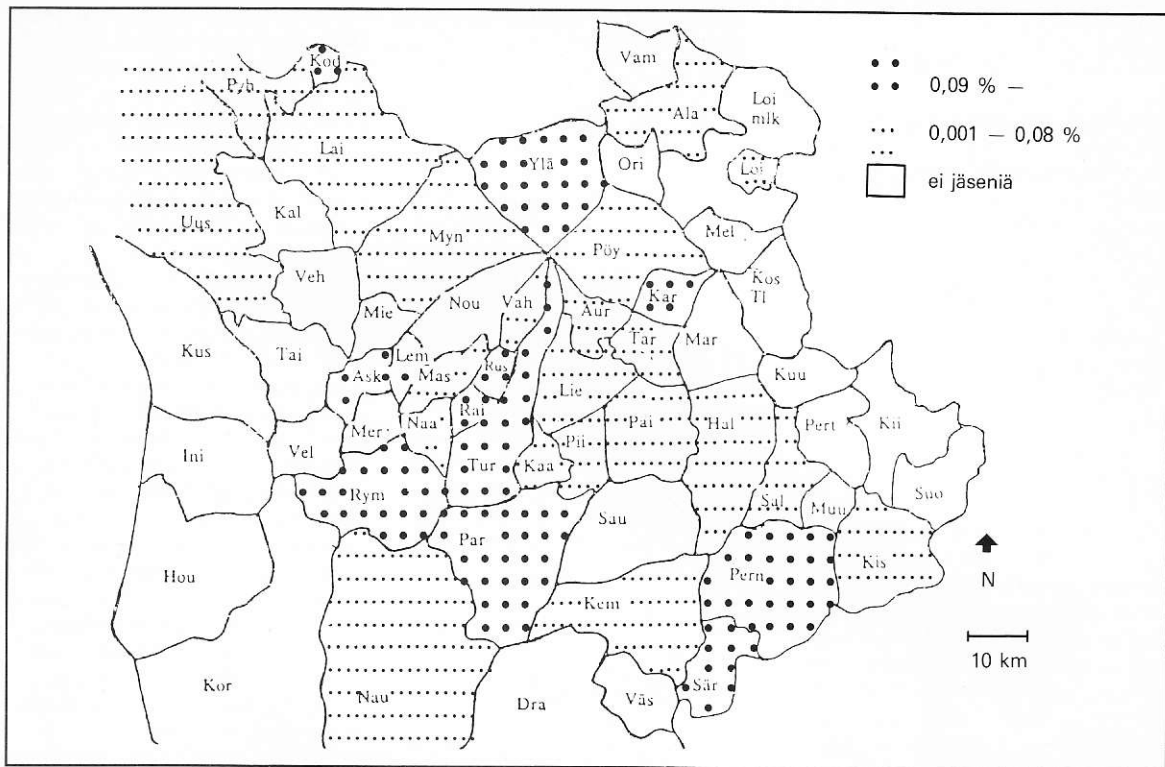 Kod
Vam
Pyh
0,09 % —
Ala
Loi
mlk
Lai
0,001 — 0,08 %
Ylä
Ori
Loi
ei jäseniä
Kal
Uus
Myn
Mel
Pöy
Veh
Kos
Tl
Nou
Vah
Kar
Mie
Aur
Tar
Mar
Kus
Tai
Lem
Rus
Ask
Mas
Kuu
Lie
Rai
Mer
Naa
Pai
Hal
Pert
Kii
Ini
Vel
Pii
Tur
Kaa
Rym
Sal
Muu
Suo
Sau
Par
Kis
Hou
Pern
N
Kem
10 km
Kor
Nau
Dra
Väs
Sär